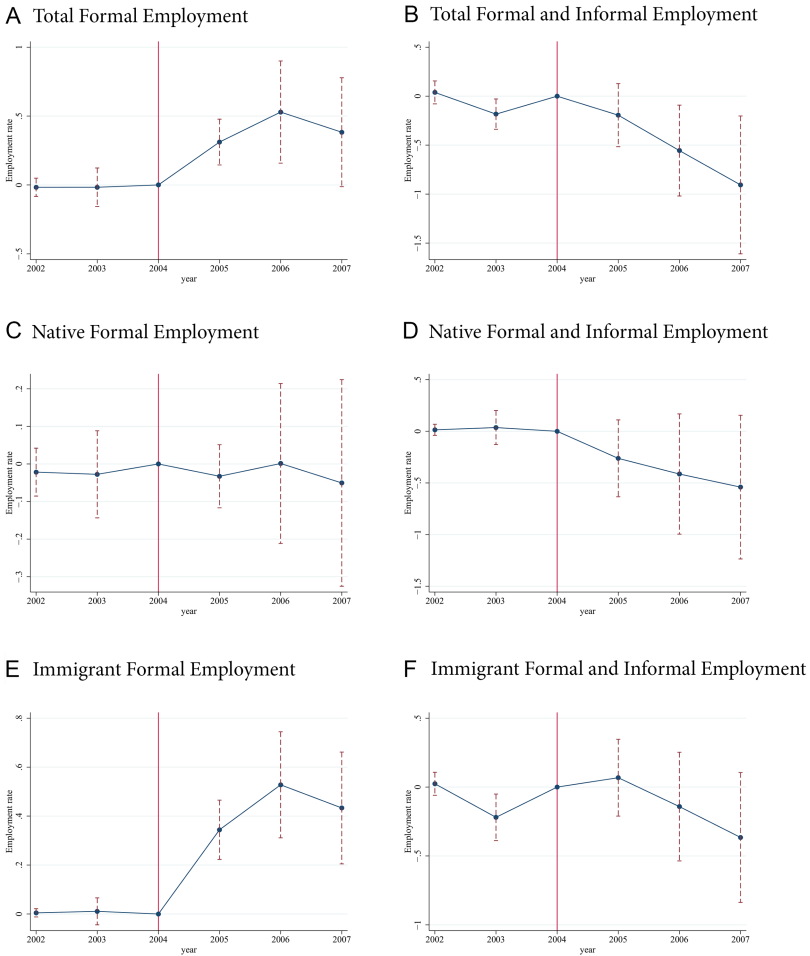 A Total Formal Employment
1
.5
0
-.5
Employment rate
2002 2003 2004 2005 2006 2007
year
B Total Formal and Informal Employment
.5
0
-.5
-1
-1.5
Employment rate
2002 2003 2004 2005 2006 2007
year
C Native Formal Employment
.2
.1
0
-.1
-.2
-.3
Employment rate
2002 2003 2004 2005 2006 2007
year
D Native Formal and Informal Employment
.5
0
-.5
-1
-1.5
Employment rate
2002 2003 2004 2005 2006 2007
year
E Immigrant Formal Employment
.8
.6
.4
.2
0
Employment rate
2002 2003 2004 2005 2006 2007
year
F Immigrant Formal and Informal Employment
.5
0
-.5
-1
Employment rate
2002 2003 2004 2005 2006 2007
year